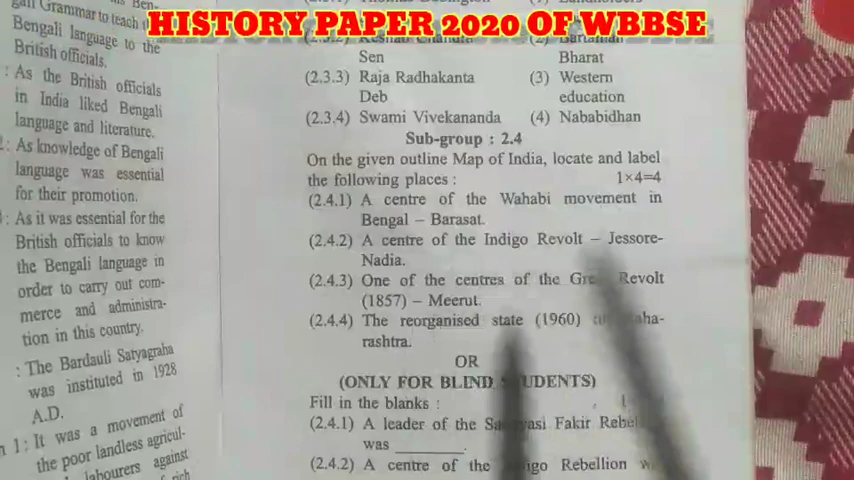 HISTORY PAPER 2020 OF WBBSE
gali Grammar to teach
Bengali language to the
British officials.
: As the British officials
in India liked Bengali
language and literature.
: As knowledge of Bengali
language was essential
for their promotion.
: As it was essential for the
British officials to know
the Bengali language in
order to carry out com-
merce and administra-
tion in this country.
: The Bardauli Satyagraha
was instituted in 1928
A.D.
1 : It was a movement of
the poor landless agricul-
labourers against
(2.3.2) Keshab Chandra (2) Bartaman
Sen Bharat
(2.3.3) Raja Radhakanta (3) Western
Deb education
(2.3.4) Swami Vivekananda (4) Nababidhan
Sub-group : 2.4
On the given outline Map of India, locate and label
the following places : 1×4=4
(2.4.1) A centre of the Wahabi movement in
Bengal – Barasat.
(2.4.2) A centre of the Indigo Revolt – Jessore-
Nadia.
(2.4.3) One of the centres of the Revolt
(1857) – Meerut.
(2.4.4) The reorganised state (1960)
rashtra.
OR
(ONLY FOR BLIND STUDENTS)
Fill in the blanks :
(2.4.1) A leader of the Fakir
was ________.
(2.4.2) A centre of the Rebellion